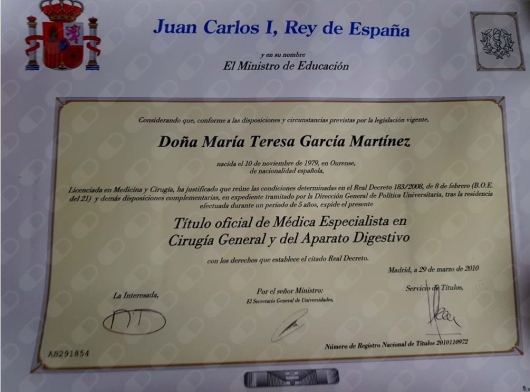 Juan Carlos I, Rey de España
y en su nombre
El Ministro de Educación
Considerando que, conforme a las disposiciones y circunstancias previstas por la legislación vigente,
Doña María Teresa García Martínez
nacida el 10 de noviembre de 1979, en Ourense,
de nacionalidad española,
Licenciada en Medicina y Cirugía, ha justificado que reúne las condiciones determinadas en el Real Decreto 183/2008, de 8 de febrero (B.O.E.
del 21) y demás disposiciones complementarias, en expediente tramitado por la Dirección General de Política Universitaria, tras la residencia
efectuada durante un período de 5 años, expide el presente
Título oficial de Médica Especialista en
Cirugía General y del Aparato Digestivo
con los derechos que establece el citado Real Decreto.
Madrid, a 29 de marzo de 2010
La Interesada,
Por el señor Ministro:
El Secretario General de Universidades,
Servicio de Títulos,
Número de Registro Nacional de Títulos 2010110972
AB291854